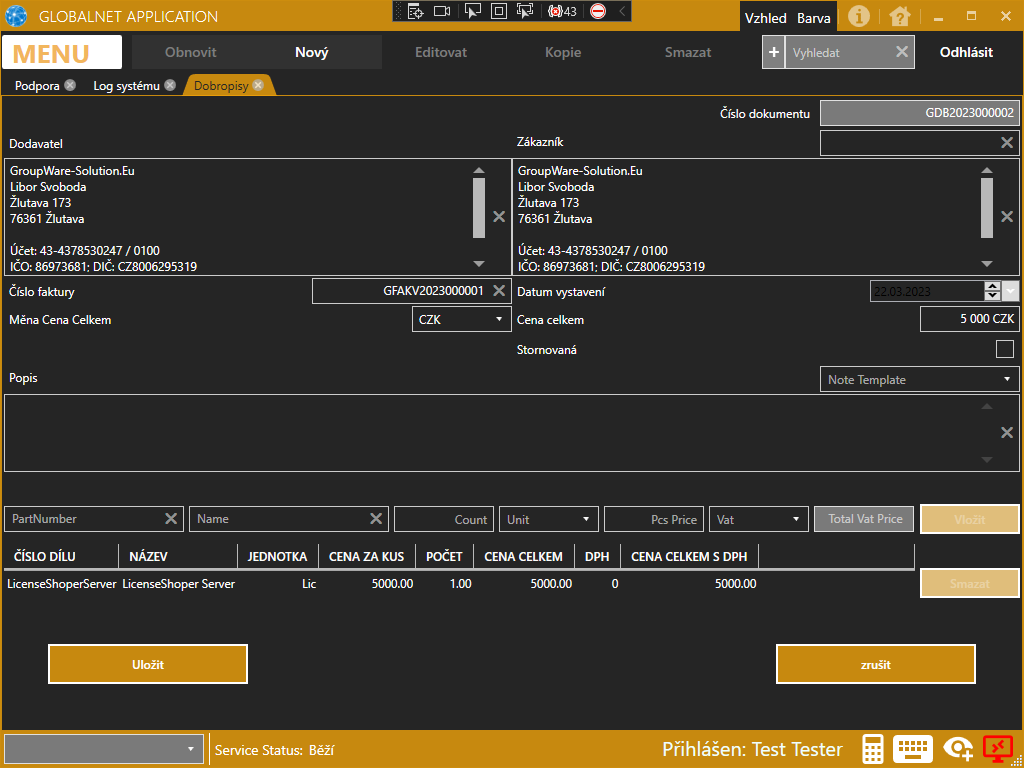 GLOBALNET APPLICATION
43
Vzhled Barva
MENU
Obnovit
Nový
Editovat
Kopie
Smazat
+
Vyhledat
Odhlásit
Podpora
Log systému
Dobropisy
Číslo dokumentu
GDB2023000002
Dodavatel
Zákazník
GroupWare-Solution.Eu
Libor Svoboda
Žlutava 173
76361 Žlutava
Účet: 43-4378530247 / 0100
IČO: 86973681; DIČ: CZ8006295319
GroupWare-Solution.Eu
Libor Svoboda
Žlutava 173
76361 Žlutava
Účet: 43-4378530247 / 0100
IČO: 86973681; DIČ: CZ8006295319
Číslo faktury
GFAKV2023000001
Datum vystavení
22.03.2023
Měna Cena Celkem
CZK
Cena celkem
5 000 CZK
Stornovaná
Popis
Note Template
PartNumber
Name
Count
Unit
Pcs Price
Vat
Total Vat Price
Vložit
ČÍSLO DÍLU NÁZEV JEDNOTKA CENA ZA KUS POČET CENA CELKEM DPH CENA CELKEM S DPH
LicenseShoperServer LicenseShoper Server Lic 5000.00 1.00 5000.00 0 5000.00
Smazat
Uložit
zrušit
Service Status: Běží
Přihlášen: Test Tester